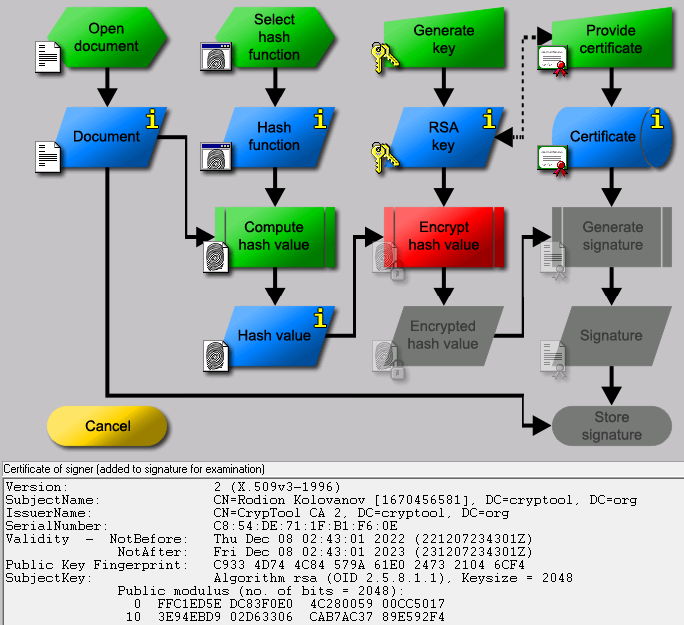 Open
document
Select
hash
function
Generate
key
Provide
certificate
Document
i
Hash
function
i
RSA
key
i
Certificate
i
Compute
hash value
Encrypt
hash value
Generate
signature
Hash value
i
Encrypted
hash value
Signature
Cancel
Store
signature
Certificate of signer (added to signature for examination)
Version: 2 (X.509v3-1996)
SubjectName: CN=Rodion Kolovanov [1670456581], DC=cryptool, DC=org
IssuerName: CN=CrypTool CA 2, DC=cryptool, DC=org
SerialNumber: C8:54:DE:71:1F:B1:F6:0E
Validity - NotBefore: Thu Dec 08 02:43:01 2022 (221207234301Z)
NotAfter: Fri Dec 08 02:43:01 2023 (231207234301Z)
Public Key Fingerprint: C933 4D74 4C84 579A 61E0 2473 2104 6CF4
SubjectKey: Algorithm rsa (OID 2.5.8.1.1), Keysize = 2048
Public modulus (no. of bits = 2048):
0 FFC1ED5E DC83F0E0 4C280059 00CC5017
10 3E94EBD9 02D63306 CAB7AC37 89E592F4